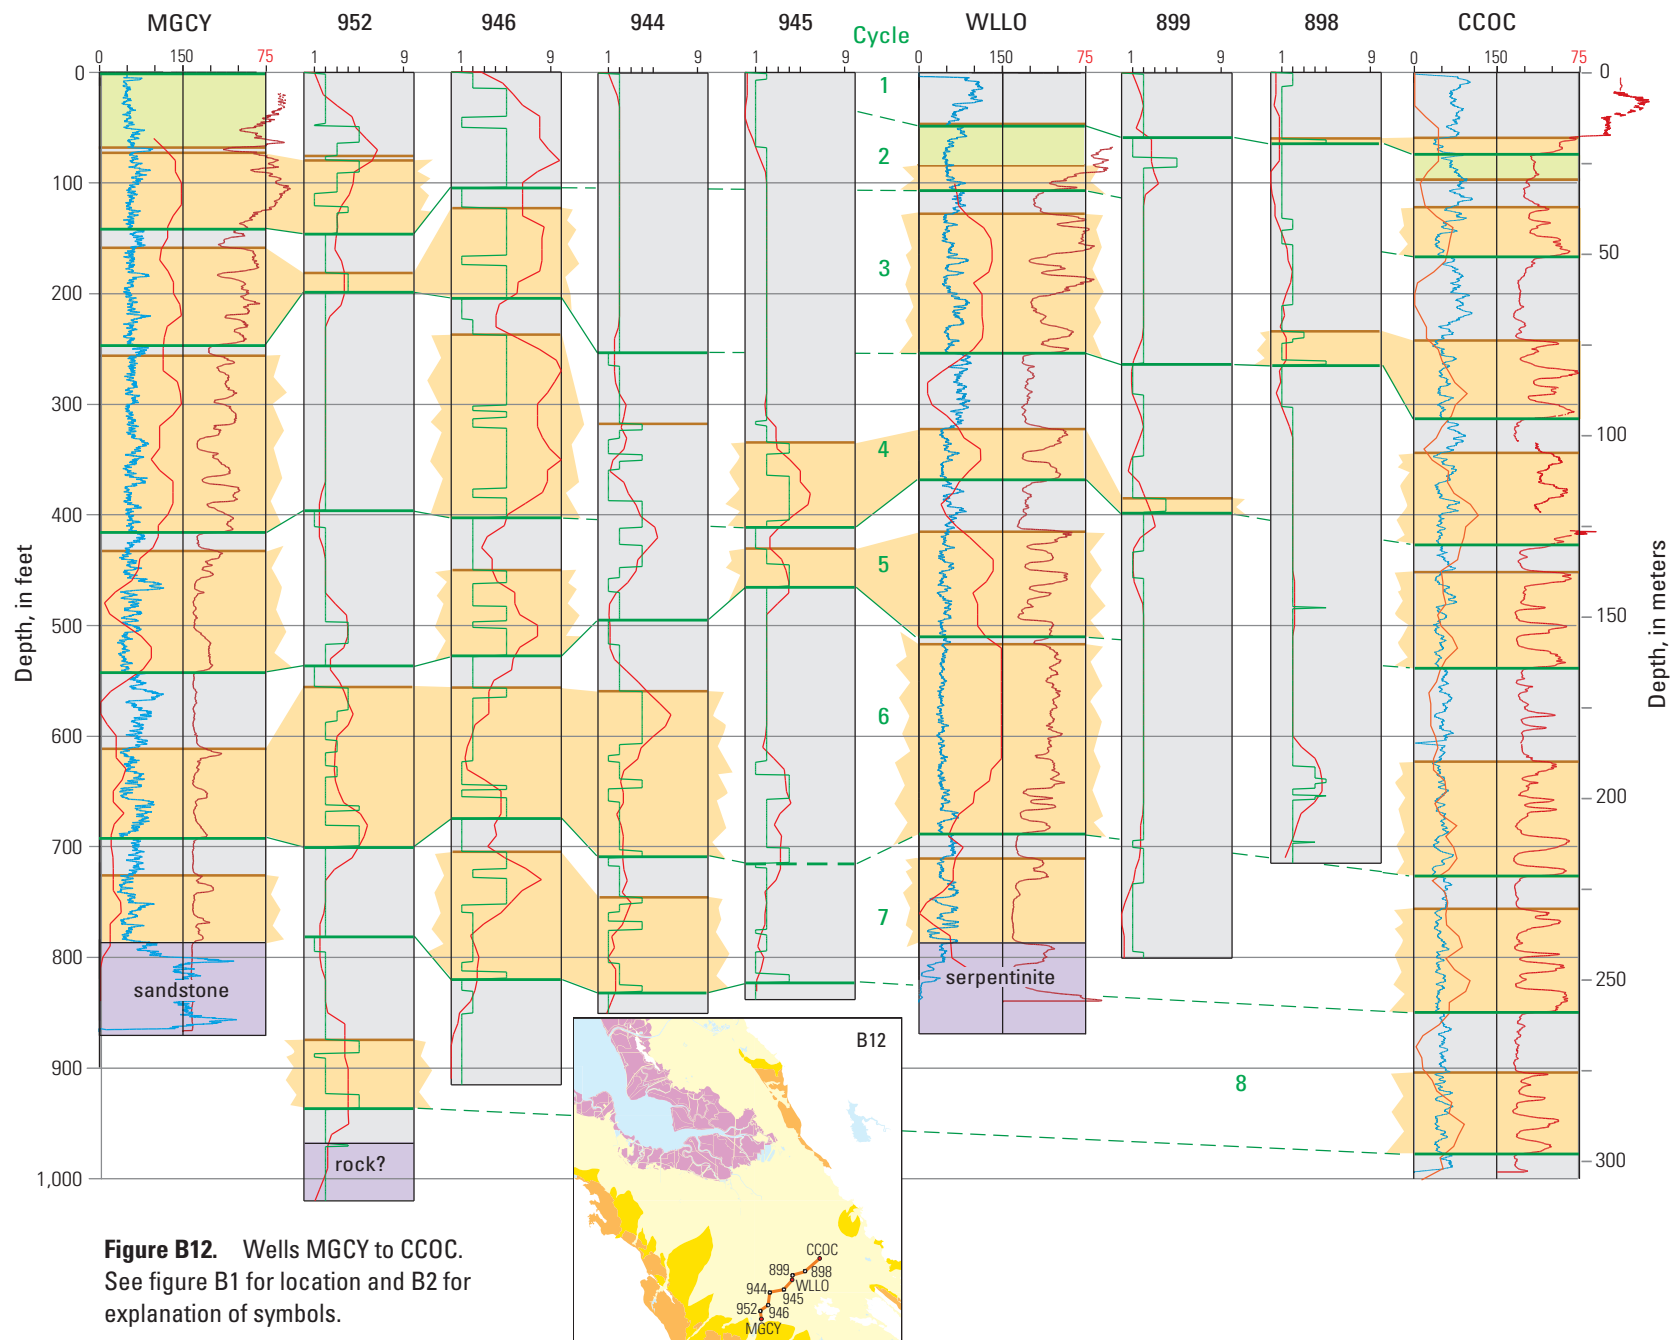 MGCY 952 946 944 945 WLLO 899 898 CCOC
Cycle
0 150 75 1 9 1 9 1 9 1 9 0 150 75 1 9 1 9 0 150 75
0 0
1
2
100
50
3
200
300
100
4
400
5
500
150
6
600
200
700
7
800
250
sandstone serpentinite
900
8
300
1,000
rock?
Depth, in feet
Depth, in meters
B12
CCOC
899 898
WLLO
944 945
952 946
MGCY
Figure B12. Wells MGCY to CCOC.
See figure B1 for location and B2 for
explanation of symbols.